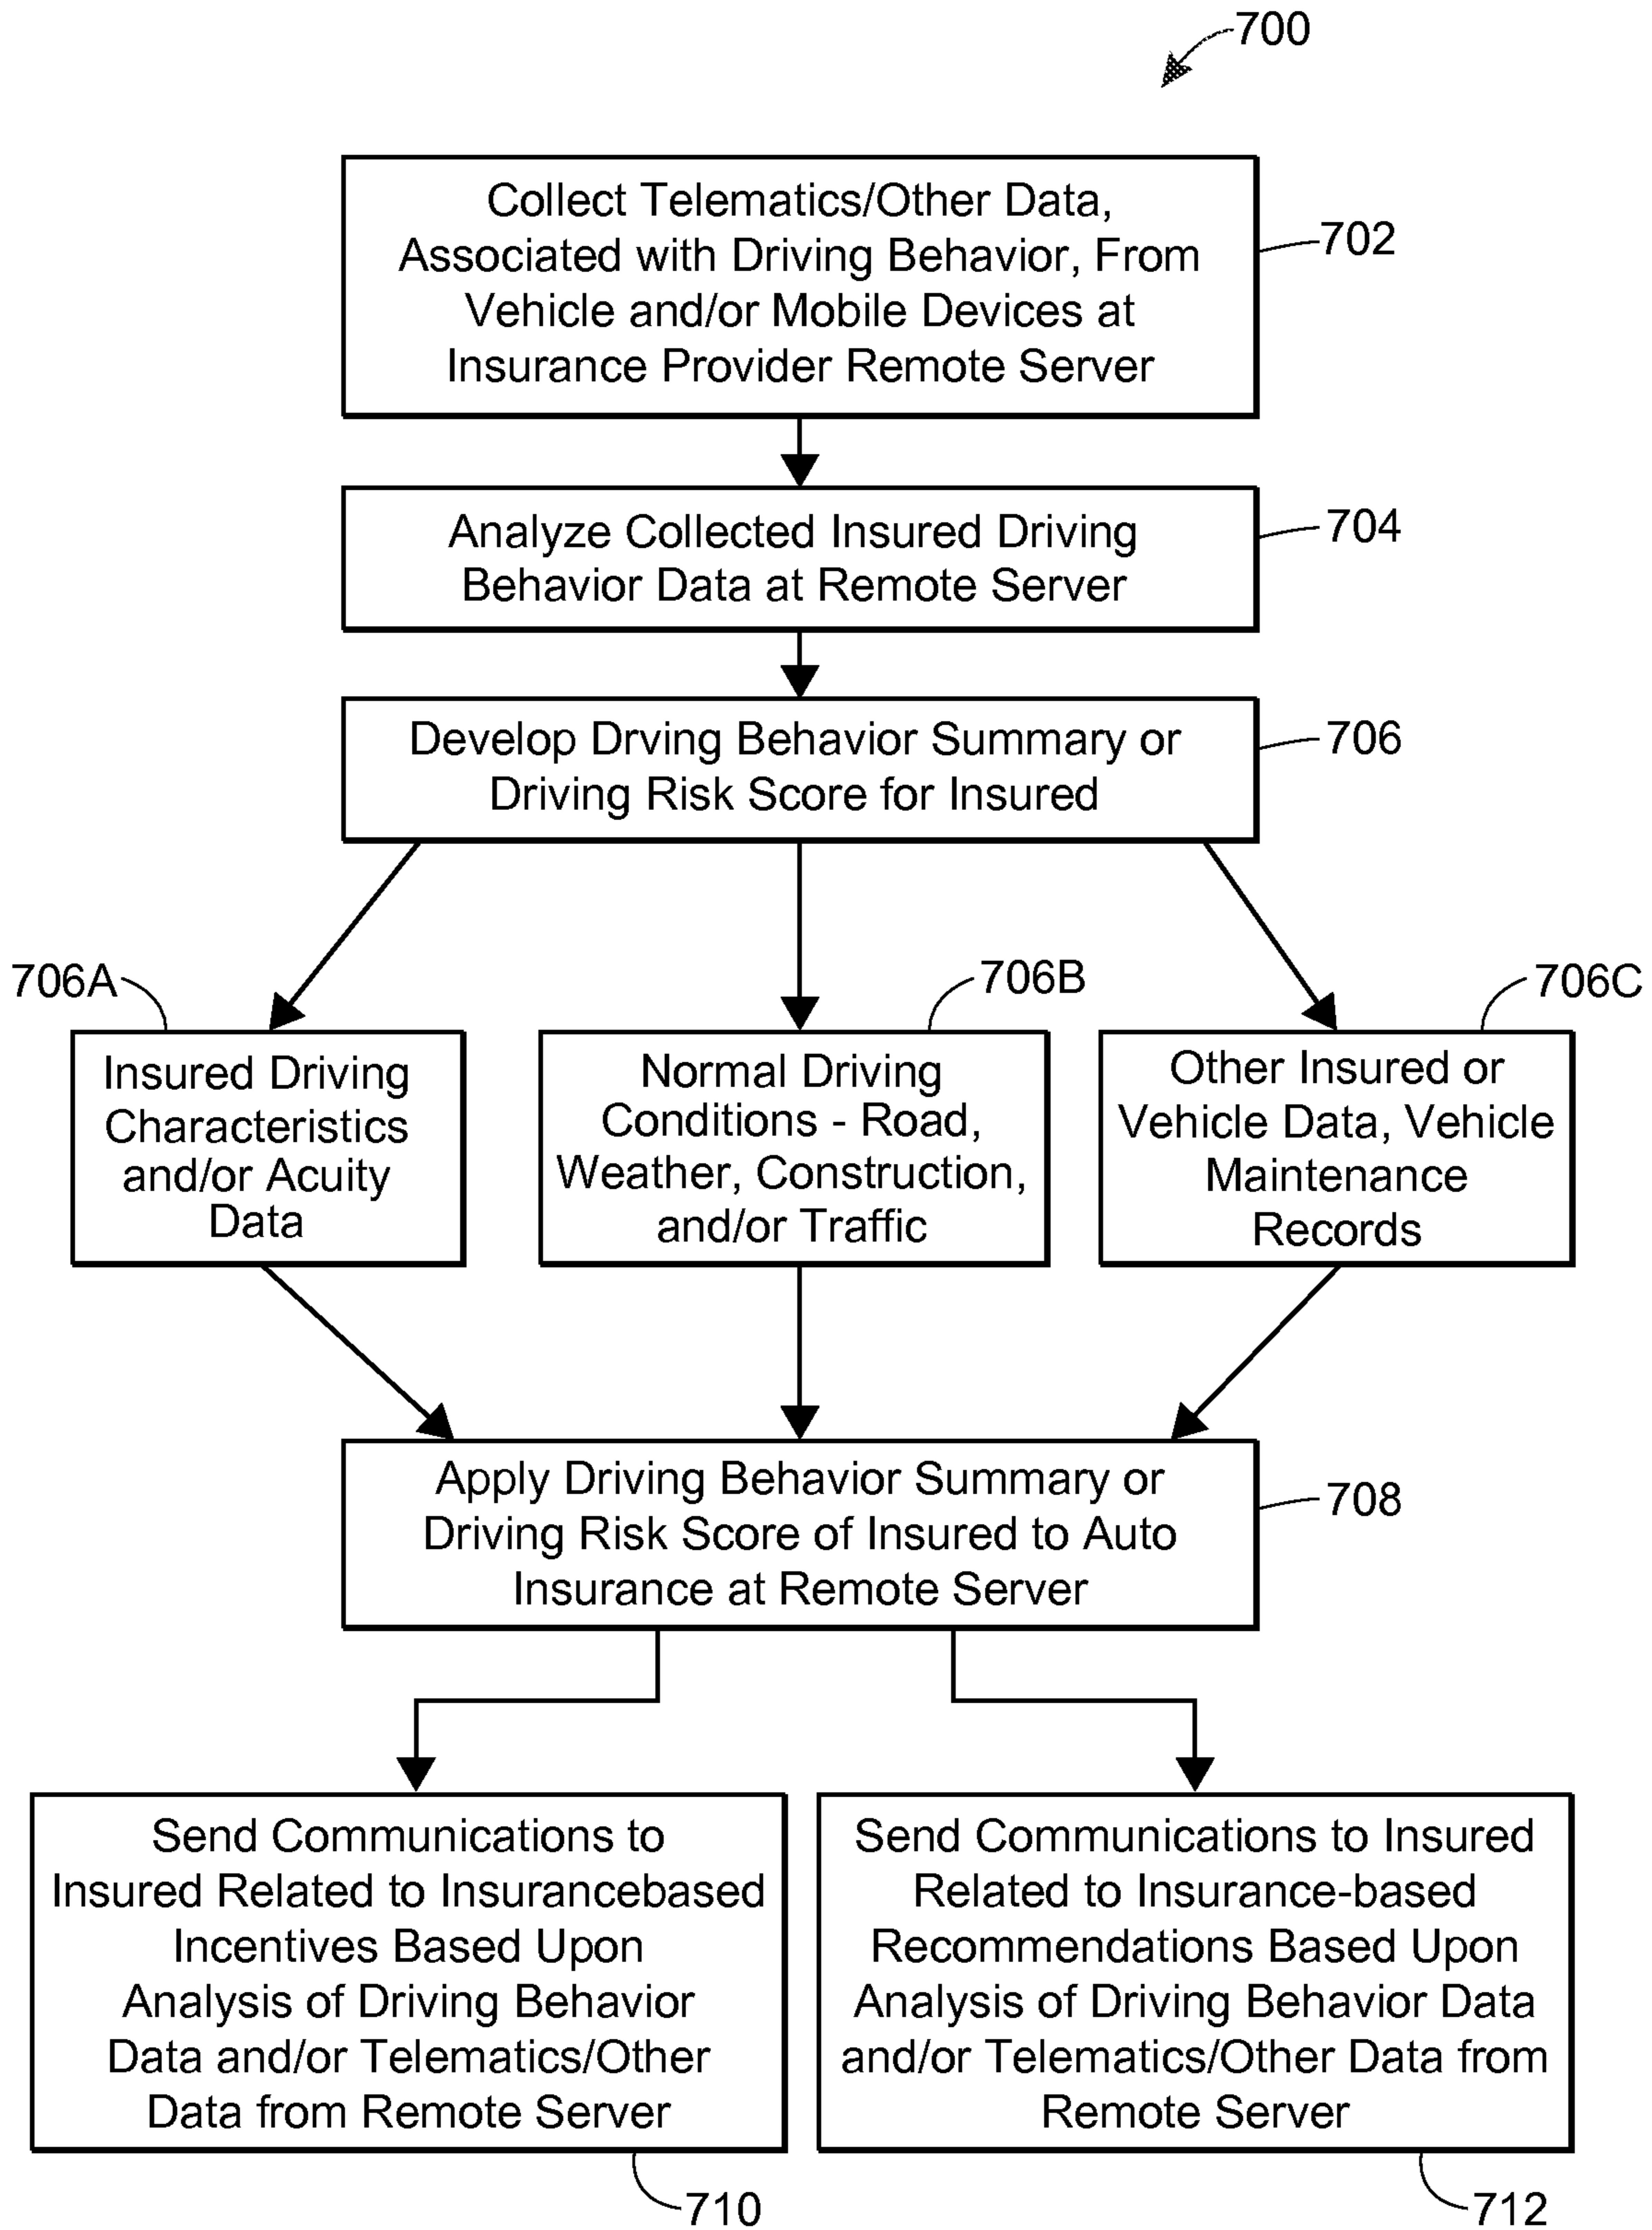 700
Collect Telematics/Other Data,
Associated with Driving Behavior, From
Vehicle and/or Mobile Devices at
Insurance Provider Remote Server
702
Analyze Collected Insured Driving
Behavior Data at Remote Server
704
Develop Drving Behavior Summary or
Driving Risk Score for Insured
706
706A
Insured Driving
Characteristics
and/or Acuity
Data
706B
Normal Driving
Conditions - Road,
Weather, Construction,
and/or Traffic
706C
Other Insured or
Vehicle Data, Vehicle
Maintenance
Records
Apply Driving Behavior Summary or
Driving Risk Score of Insured to Auto
Insurance at Remote Server
708
Send Communications to
Insured Related to Insurancebased
Incentives Based Upon
Analysis of Driving Behavior
Data and/or Telematics/Other
Data from Remote Server
710
Send Communications to Insured
Related to Insurance-based
Recommendations Based Upon
Analysis of Driving Behavior Data
and/or Telematics/Other Data from
Remote Server
712